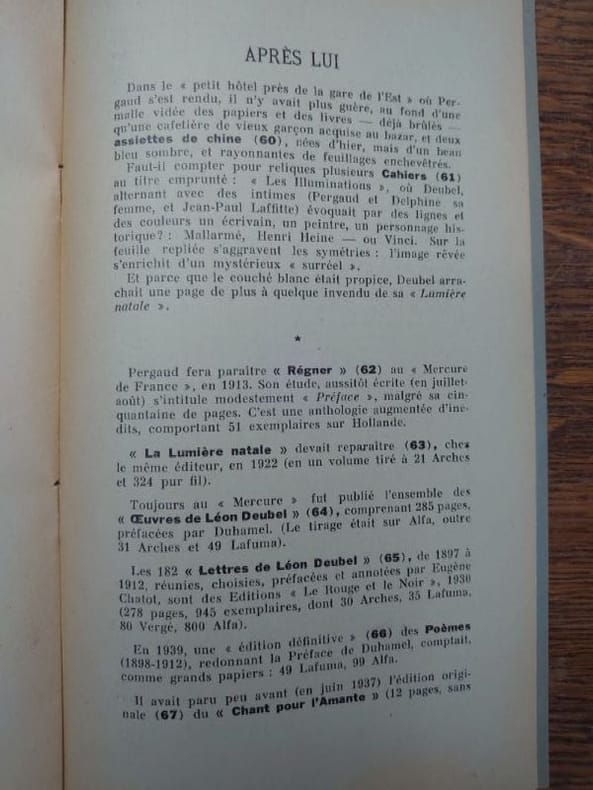 APRÈS LUI
Dans le « petit hôtel près de la gare de l'Est » où Per-
gaud s'est rendu, il n'y avait plus guère, au fond d'une
malle vidée des papiers et des livres — déjà brûlés —
qu'une cafetière de vieux garçon acquise au bazar, et deux
assiettes de chine (60), nées d'hier, mais d'un beau
bleu sombre, et rayonnantes de feuillages enchevêtrés.
Faut-il compter pour reliques plusieurs Cahiers (61)
au titre emprunté : « Les Illuminations », où Deubel,
alternant avec des intimes (Pergaud et Delphine sa
femme, et Jean-Paul Laffitte) évoquait par des lignes et
des couleurs un écrivain, un peintre, un personnage his-
torique? : Mallarmé, Henri Heine — ou Vinci. Sur la
feuille repliée s'aggravent les symétries : l'image rêvée
s'enrichit d'un mystérieux « surréel ».
Et parce que le couché blanc était propice, Deubel arra-
chait une page de plus à quelque invendu de sa « Lumière
natale ».
*
Pergaud fera paraître « Régner » (62) au « Mercure
de France », en 1913. Son étude, aussitôt écrite (en juillet-
août) s'intitule modestement « Préface », malgré sa cin-
quantaine de pages. C'est une anthologie augmentée d'iné-
dits, comportant 51 exemplaires sur Hollande.
« La Lumière natale » devait reparaître (63), chez
le même éditeur, en 1922 (en un volume tiré à 21 Arches
et 324 pur fil).
Toujours au « Mercure » fut publié l'ensemble des
« Œuvres de Léon Deubel » (64), comprenant 285 pages,
préfacées par Duhamel. (Le tirage était sur Alfa, outre
31 Arches et 49 Lafuma).
Les 182 « Lettres de Léon Deubel » (65), de 1897 à
1912, réunies, choisies, préfacées et annotées par Eugène
Chatot, sont des Editions « Le Rouge et le Noir », 1930
(278 pages, 945 exemplaires, dont 30 Arches, 35 Lafuma,
80 Vergé, 800 Alfa).
En 1939, une « édition définitive » (66) des Poèmes
(1898-1912), redonnant la Préface de Duhamel, comptait,
comme grands papiers : 49 Lafuma, 99 Alfa.
Il avait paru peu avant (en juin 1937) l'édition origi-
nale (67) du « Chant pour l'Amante » (12 pages, sans